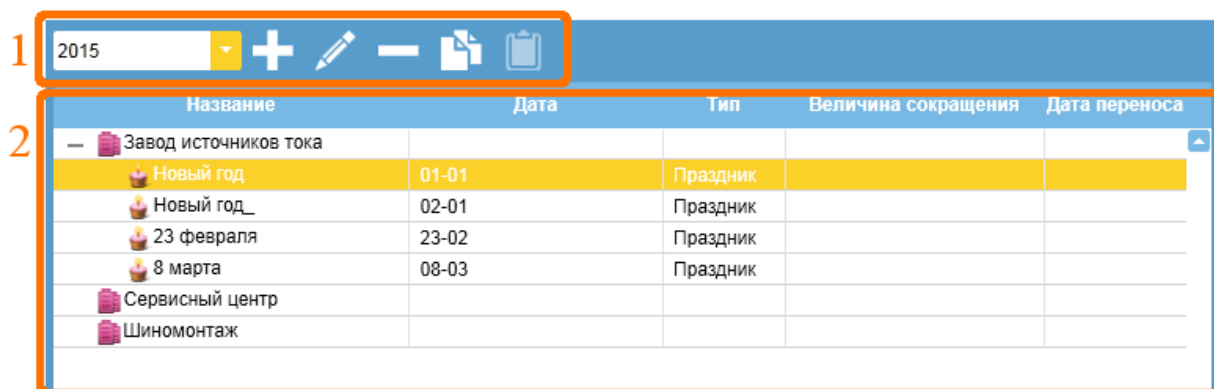 1
2015
2
Название Дата Тип Величина сокращения Дата переноса
Завод источников тока
Новый год 01-01 Праздник
Новый год_ 02-01 Праздник
23 февраля 23-02 Праздник
8 марта 08-03 Праздник
Сервисный центр
Шиномонтаж